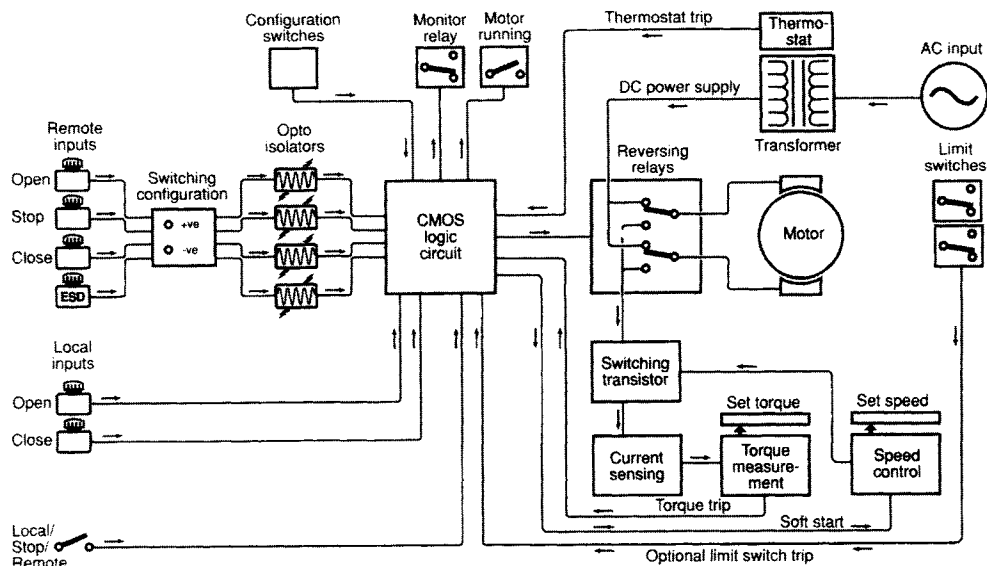 Configuration
switches
Monitor
relay
Motor
running
Thermostat trip
Thermo-
stat
AC input
DC power supply
Transformer
Remote
inputs
Opto
isolators
Switching
configuration
Reversing
relays
Limit
switches
Open
Stop
Close
ESD
+ve
-ve
CMOS
logic
circuit
Motor
Local
inputs
Open
Close
Switching
transistor
Set torque
Set speed
Current
sensing
Torque
measure-
ment
Speed
control
Torque trip
Soft start
Local/
Stop/
Remote
Optional limit switch trip